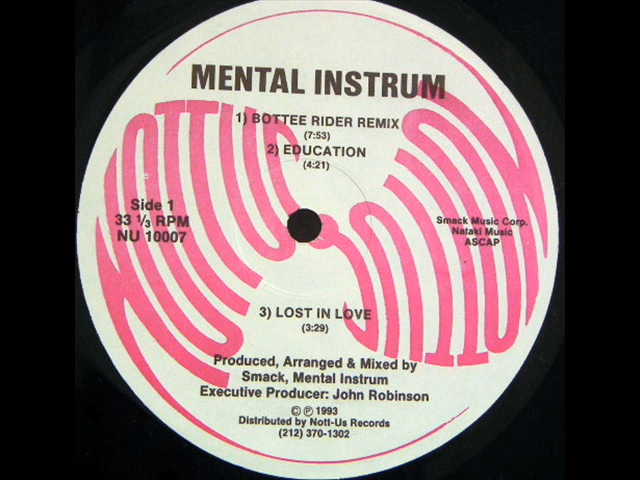 MENTAL INSTRUM
1) BOTTEE RIDER REMIX
(7:53)
2) EDUCATION
(4:21)
Side 1
33 ⅓ RPM
NU 10007
Smack Music Corp.
Nataki Music
ASCAP
NOTTUS
NOTTUS
3) LOST IN LOVE
(3:29)
Produced, Arranged & Mixed by
Smack, Mental Instrum
Executive Producer: John Robinson
© ℗ 1993
Distributed by Nott-Us Records
(212) 370-1302